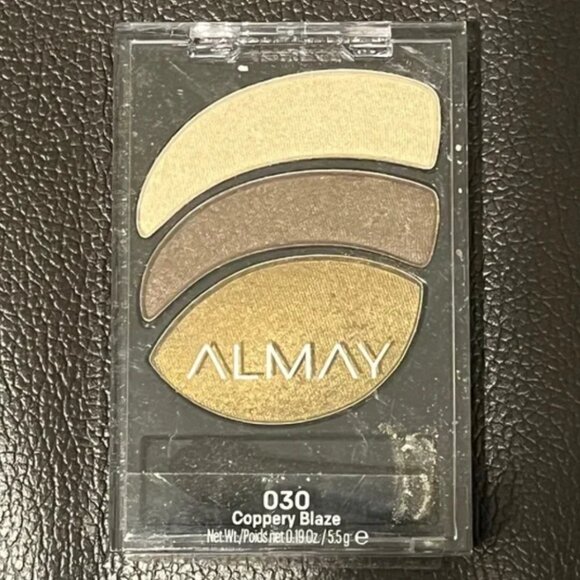 ALMAY
030
Coppery Blaze
Net.Wt./Poids net 0.19 Oz. / 5.5 g ℮